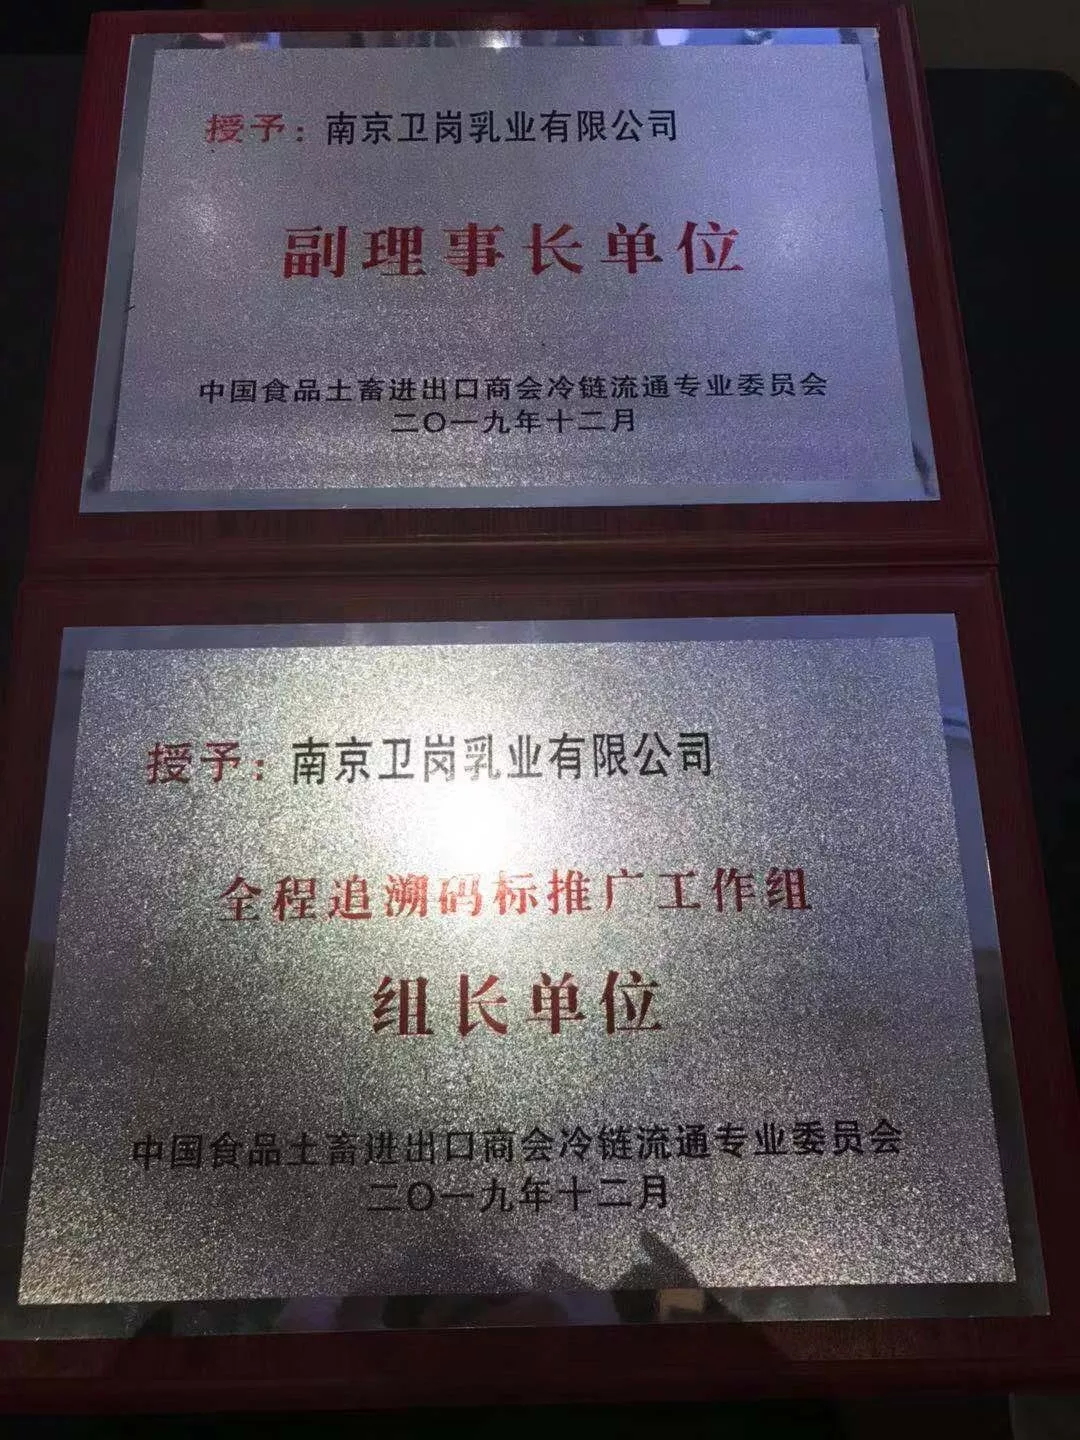 授予：南京卫岗乳业有限公司
副理事长单位
中国食品土畜进出口商会冷链流通专业委员会
二〇一九年十二月
授予：南京卫岗乳业有限公司
全程追溯码标推广工作组
组长单位
中国食品土畜进出口商会冷链流通专业委员会
二〇一九年十二月